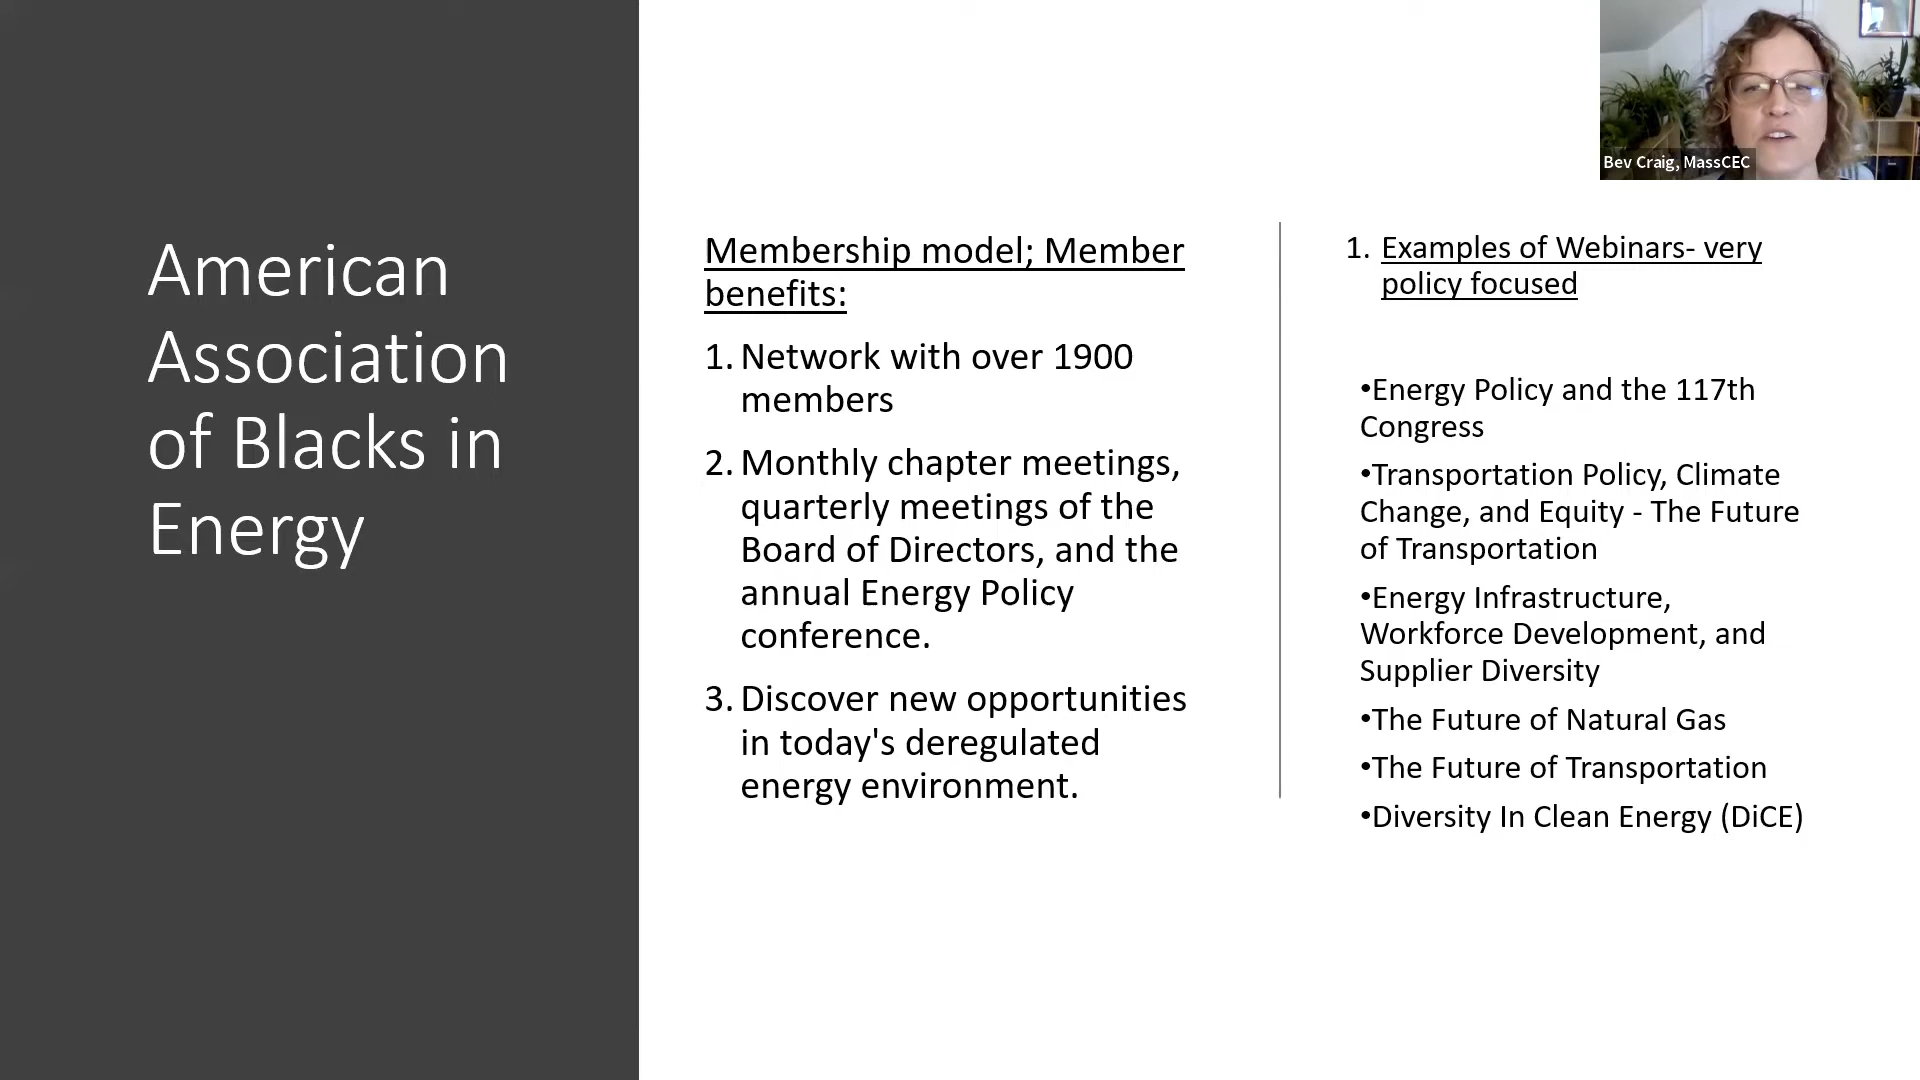 American
Association
of Blacks in
Energy
Membership model; Member
benefits:
1. Network with over 1900
members
2. Monthly chapter meetings,
quarterly meetings of the
Board of Directors, and the
annual Energy Policy
conference.
3. Discover new opportunities
in today's deregulated
energy environment.
1. Examples of Webinars- very
policy focused
•Energy Policy and the 117th
Congress
•Transportation Policy, Climate
Change, and Equity - The Future
of Transportation
•Energy Infrastructure,
Workforce Development, and
Supplier Diversity
•The Future of Natural Gas
•The Future of Transportation
•Diversity In Clean Energy (DiCE)
Bev Craig, MassCEC